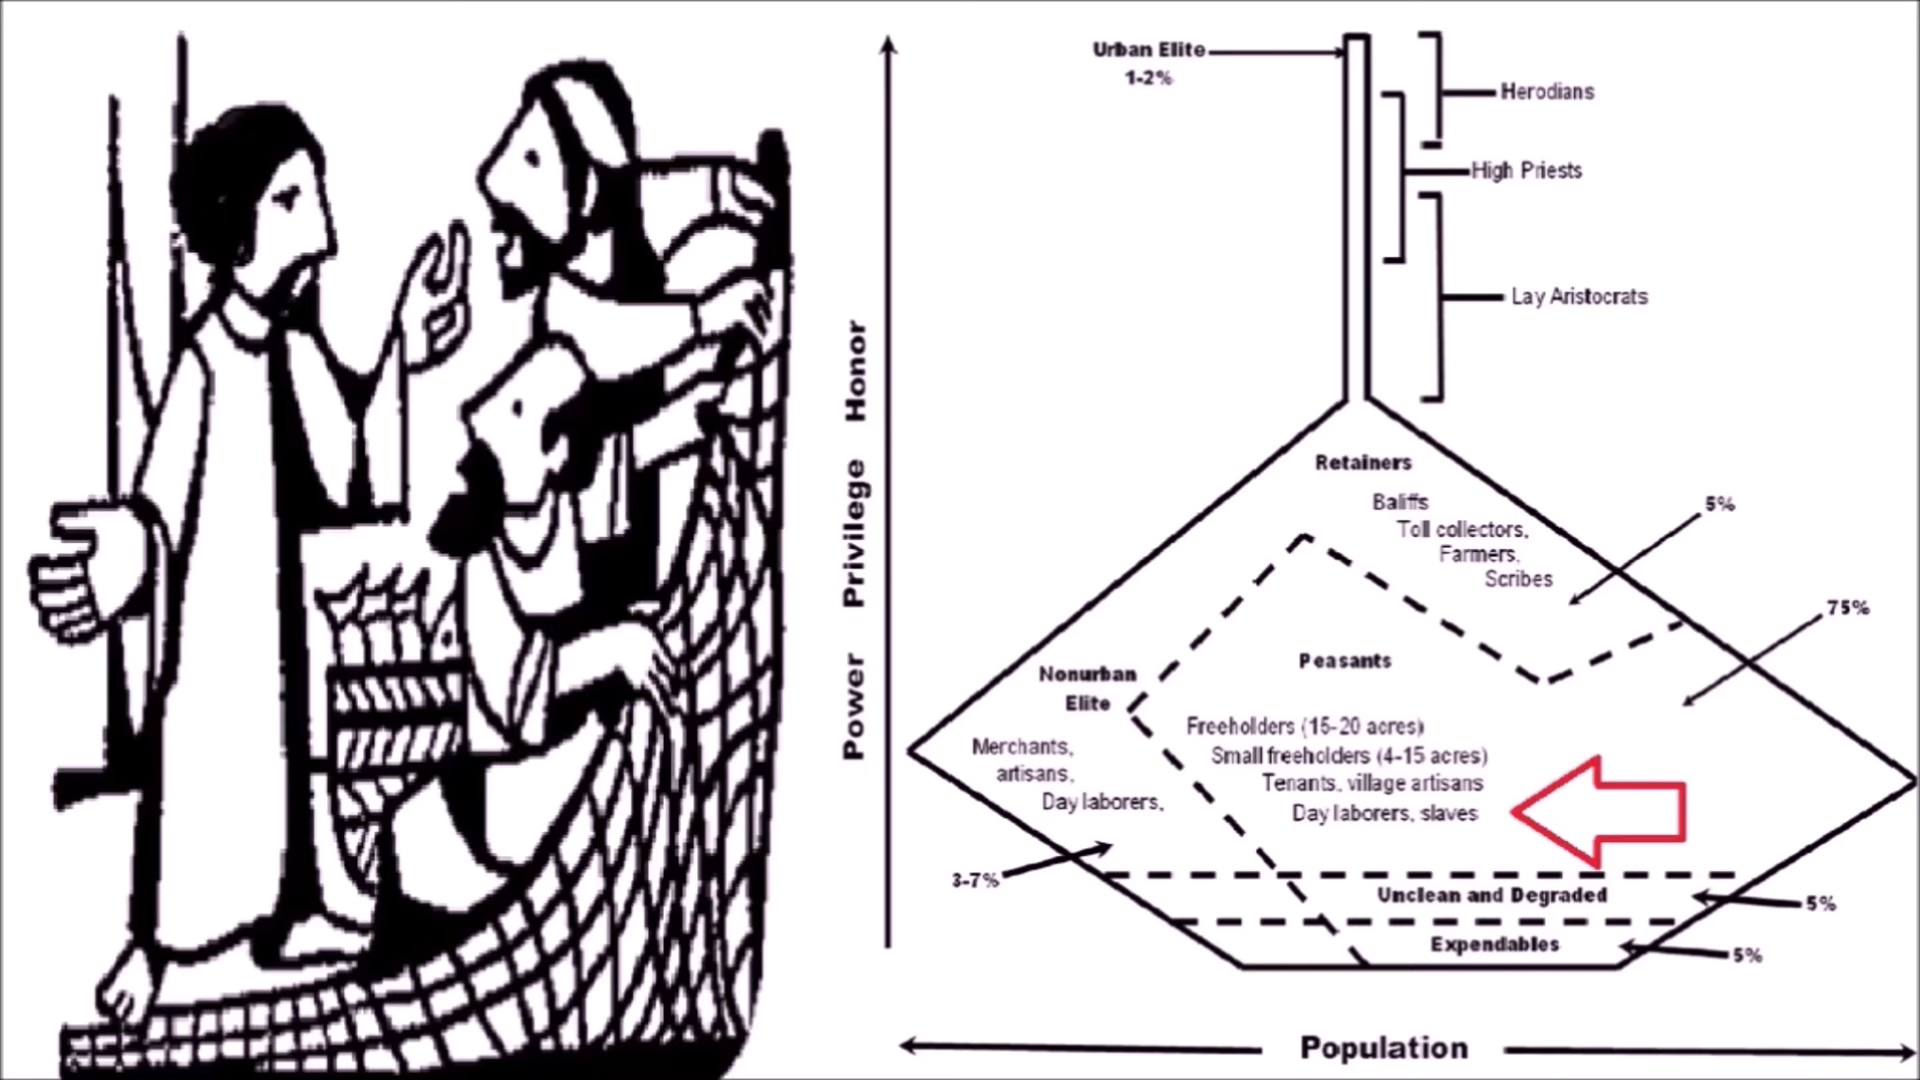 Urban Elite
1-2%
Herodians
High Priests
Lay Aristocrats
Power Privilege Honor
Retainers
Baliffs
Toll collectors,
Farmers,
Scribes
5%
75%
Peasants
Nonurban
Elite
Merchants,
artisans,
Day laborers,
Freeholders (15-20 acres)
Small freeholders (4-15 acres)
Tenants, village artisans
Day laborers, slaves
3-7%
Unclean and Degraded
5%
Expendables
5%
Population